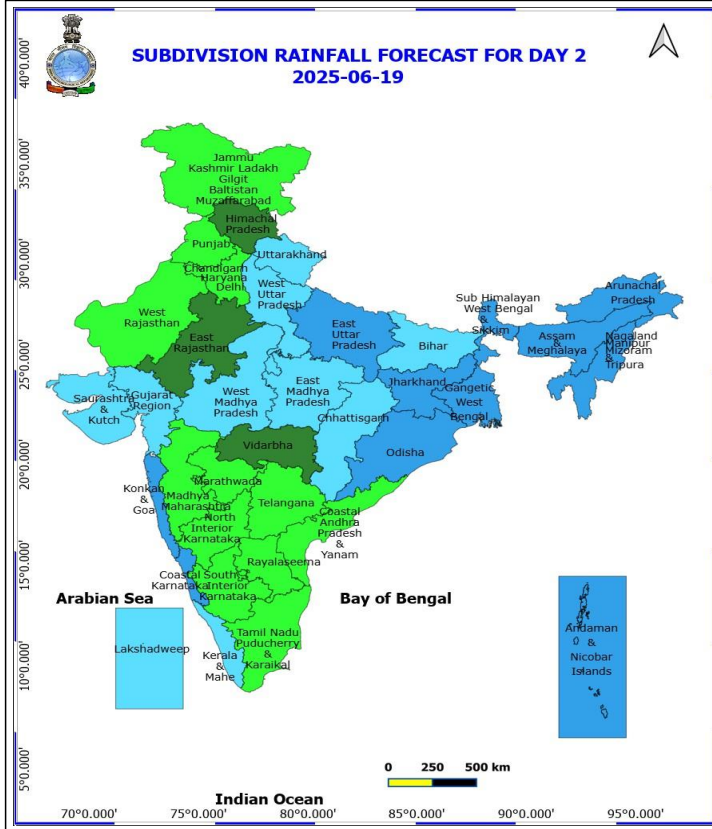 SUBDIVISION RAINFALL FORECAST FOR DAY 2
2025-06-19
40°0.000'
35°0.000'
30°0.000'
25°0.000'
20°0.000'
15°0.000'
10°0.000'
5°0.000'
Jammu
Kashmir Ladakh
Gilgit
Baltistan
Muzaffarabad
Himachal
Pradesh
Punjab
Uttarakhand
Chandigarh
Haryana
Delhi
West
Uttar
Pradesh
West
Rajasthan
East
Rajasthan
East
Uttar
Pradesh
Bihar
Sub Himalayan
West Bengal
&
Sikkim
Arunachal
Pradesh
Assam
&
Meghalaya
Nagaland
Manipur
Mizoram
&
Tripura
Saurashtra
&
Kutch
Gujarat
Region
West
Madhya
Pradesh
East
Madhya
Pradesh
Jharkhand
Gangetic
West
Bengal
Chhattisgarh
Odisha
Vidarbha
Konkan
&
Goa
Madhya
Maharashtra
Marathwada
Telangana
North
Interior
Karnataka
Coastal
Andhra
Pradesh
&
Yanam
Rayalaseema
Coastal
Karnataka
South
Interior
Karnataka
Arabian Sea
Bay of Bengal
Lakshadweep
Kerala
&
Mahe
Tamil Nadu
Puducherry
&
Karaikal
Andaman
&
Nicobar
Islands
0 250 500 km
Indian Ocean
70°0.000' 75°0.000' 80°0.000' 85°0.000' 90°0.000' 95°0.000'